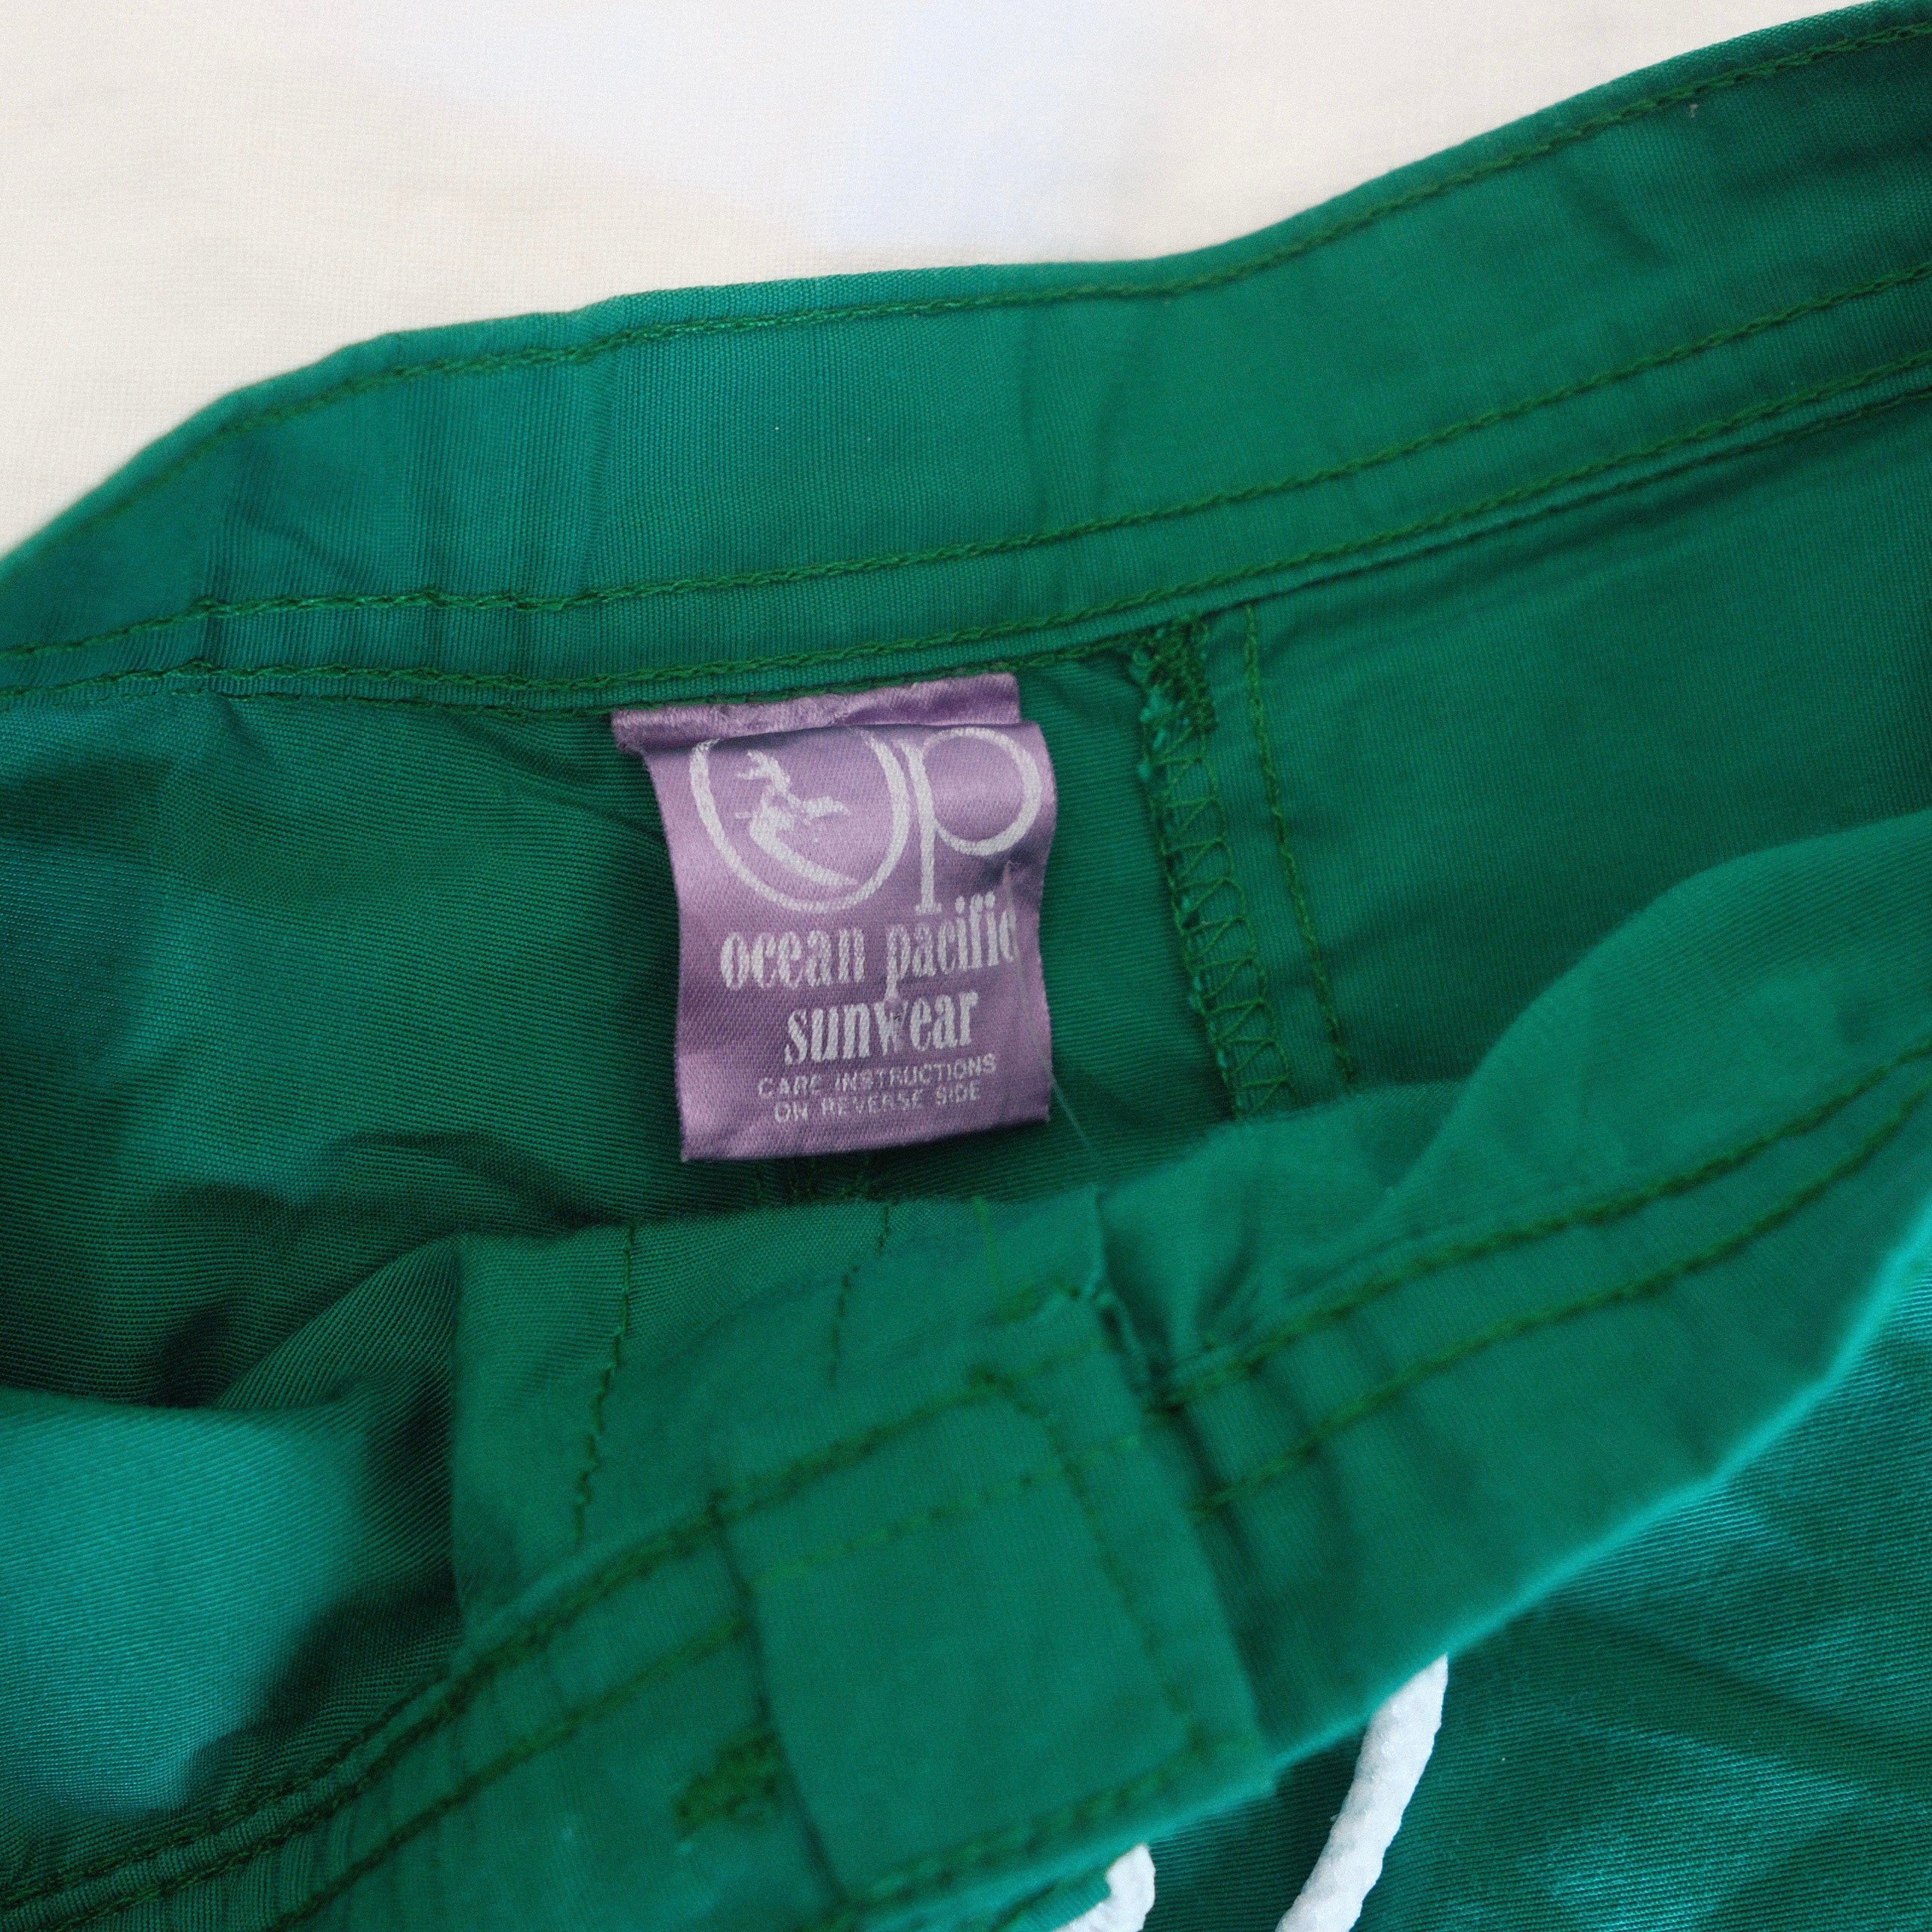 Op
ocean pacific
sunwear
CARE INSTRUCTIONS
ON REVERSE SIDE